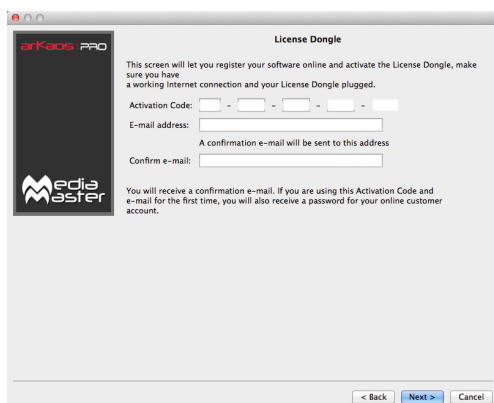 License Dongle
arKaos PRO
This screen will let you register your software online and activate the License Dongle, make
sure you have
a working Internet connection and your License Dongle plugged.
Activation Code: - - - -
E-mail address:
A confirmation e-mail will be sent to this address
Confirm e-mail:
Media
Master
You will receive a confirmation e-mail. If you are using this Activation Code and
e-mail for the first time, you will also receive a password for your online customer
account.
< Back Next > Cancel